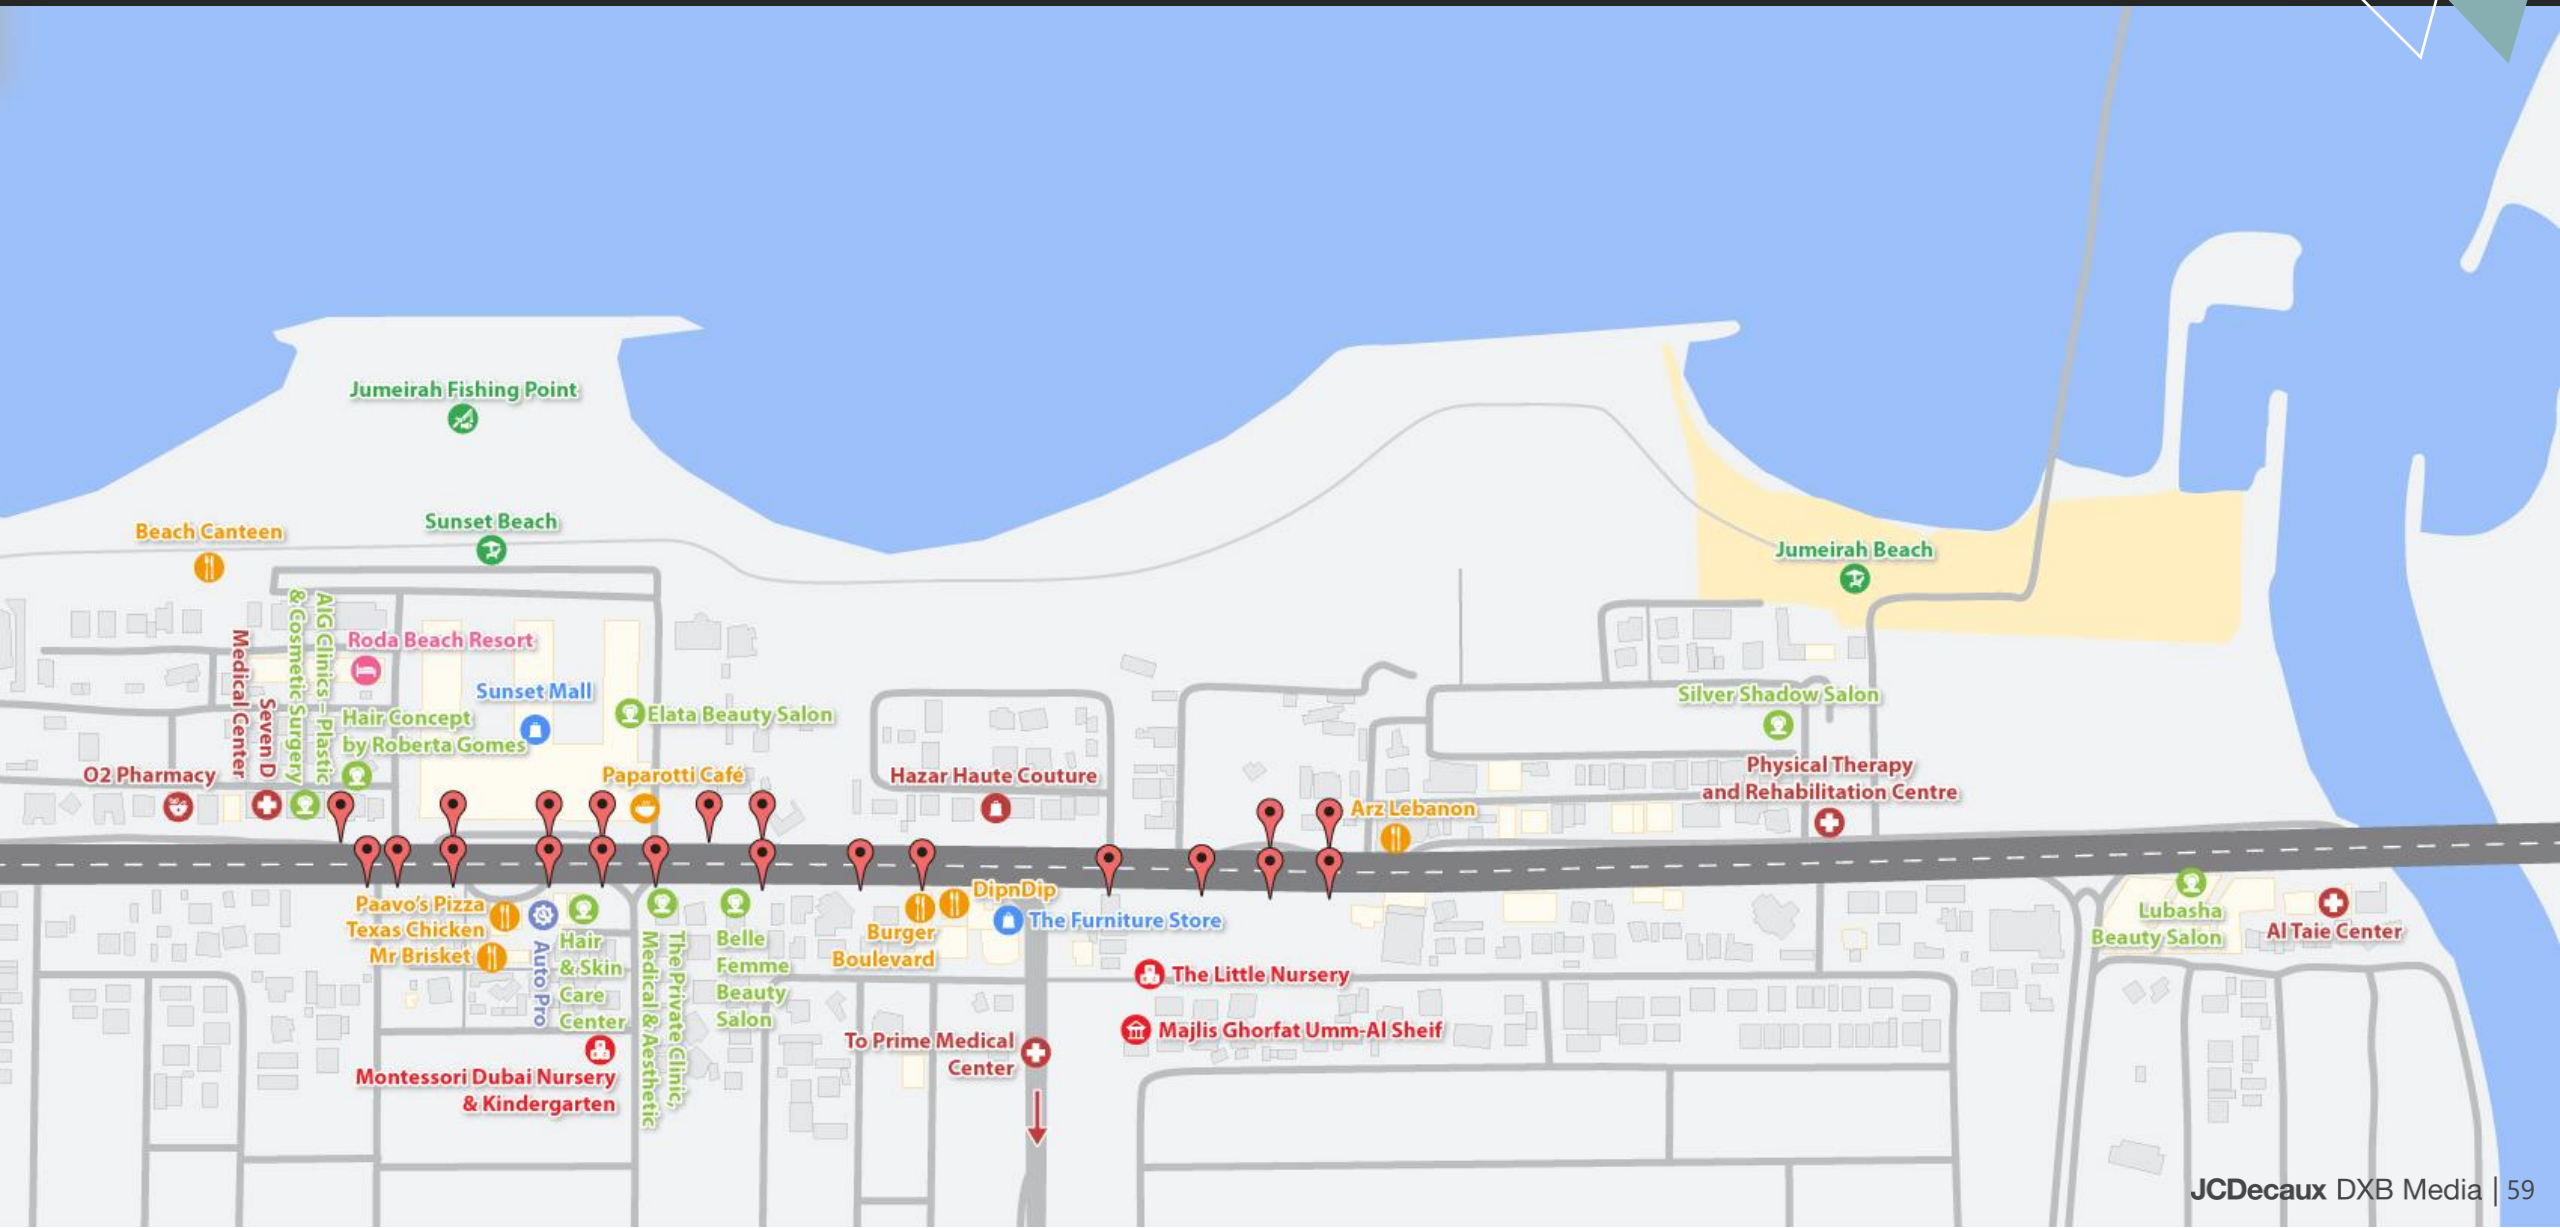 Jumeirah Fishing Point
Beach Canteen
Sunset Beach
Jumeirah Beach
AIG Clinics – Plastic
& Cosmetic Surgery
Seven D
Medical Center
Roda Beach Resort
Sunset Mall
Hair Concept
by Roberta Gomes
Elata Beauty Salon
Silver Shadow Salon
O2 Pharmacy
Paparotti Café
Hazar Haute Couture
Physical Therapy
and Rehabilitation Centre
Arz Lebanon
Paavo's Pizza
Texas Chicken
Mr Brisket
Auto Pro
Hair
& Skin
Care
Center
The Private Clinic,
Medical & Aesthetic
Belle
Femme
Beauty
Salon
Burger
Boulevard
DipnDip
The Furniture Store
Lubasha
Beauty Salon
Al Taie Center
The Little Nursery
Majlis Ghorfat Umm-Al Sheif
To Prime Medical
Center
Montessori Dubai Nursery
& Kindergarten
JCDecaux DXB Media | 59